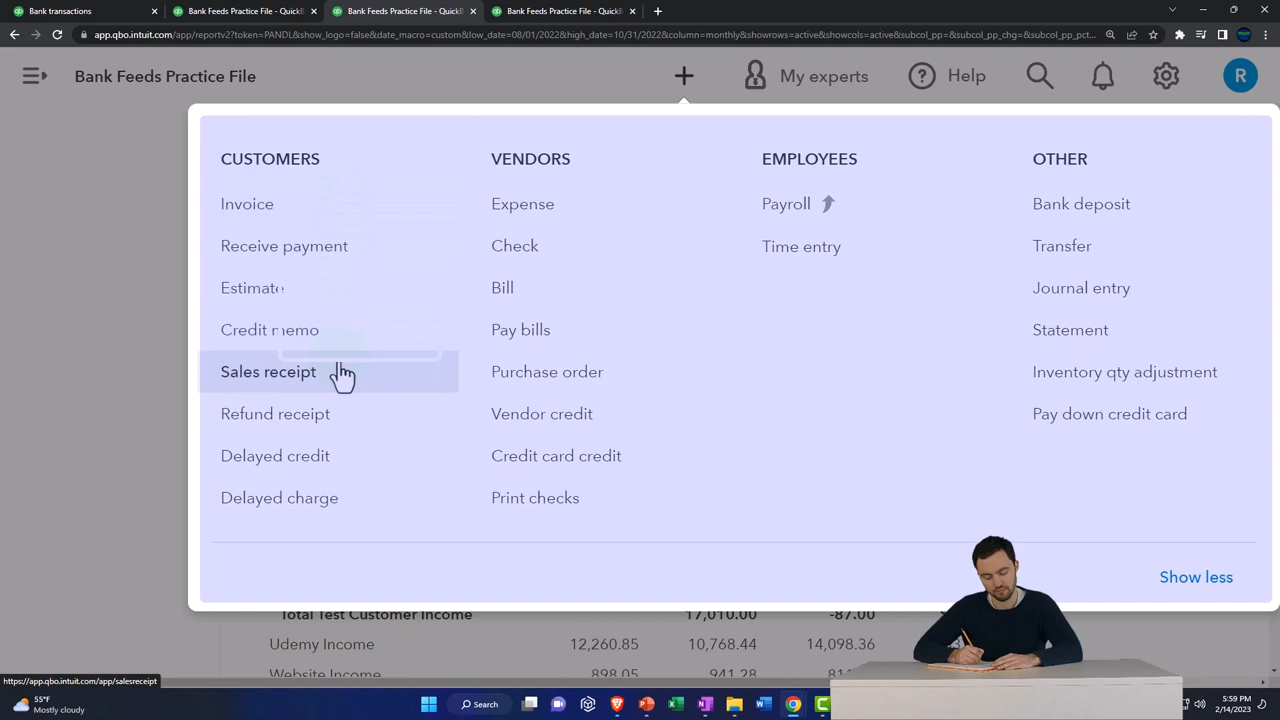 Bank transactions
Bank Feeds Practice File - QuickB
Bank Feeds Practice File - QuickB
Bank Feeds Practice File - QuickB
app.qbo.intuit.com/app/reportv2?token=PANDL&show_logo=false&date_macro=custom&low_date=08/01/2022&high_date=10/31/2022&column=monthly&showrows=active&showcols=active&subcol_pp=&subcol_pp_chg=&subcol_pp_pct...
Bank Feeds Practice File
My experts
Help
R
CUSTOMERS
Invoice
Receive payment
Estimate
Credit memo
Sales receipt
Refund receipt
Delayed credit
Delayed charge
VENDORS
Expense
Check
Bill
Pay bills
Purchase order
Vendor credit
Credit card credit
Print checks
EMPLOYEES
Payroll
Time entry
OTHER
Bank deposit
Transfer
Journal entry
Statement
Inventory qty adjustment
Pay down credit card
Show less
Total Test Customer Income 17,010.00 -87.00
Udemy Income 12,260.85 10,768.44 14,098.36
Website Income 898.05
https://app.qbo.intuit.com/app/salesreceipt
55°F
Mostly cloudy
Search
5:59 PM
2/14/2023